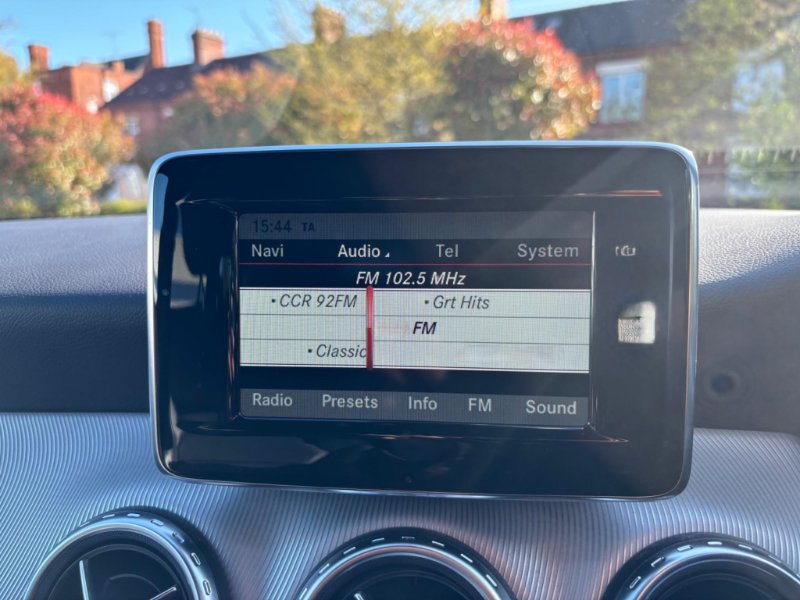 15:44 TA
Navi Audio Tel System
FM 102.5 MHz
• CCR 92FM • Grt Hits
FM
• Classic
Radio Presets Info FM Sound